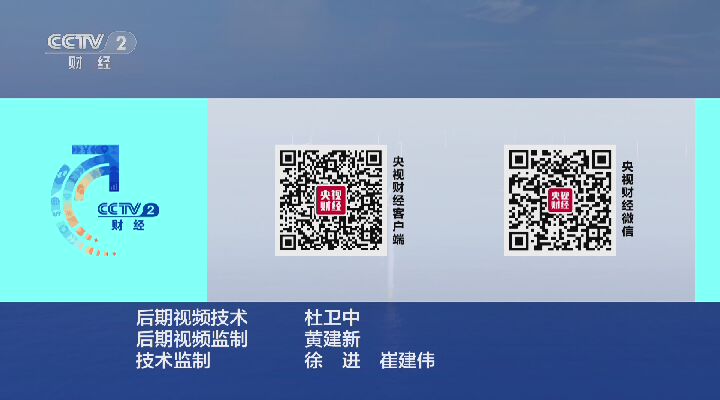 CCTV 2
财 经
CCTV 2
财 经
央视财经
央视财经客户端
央视财经
央视财经微信
后期视频技术 杜卫中
后期视频监制 黄建新
技术监制 徐 进 崔建伟